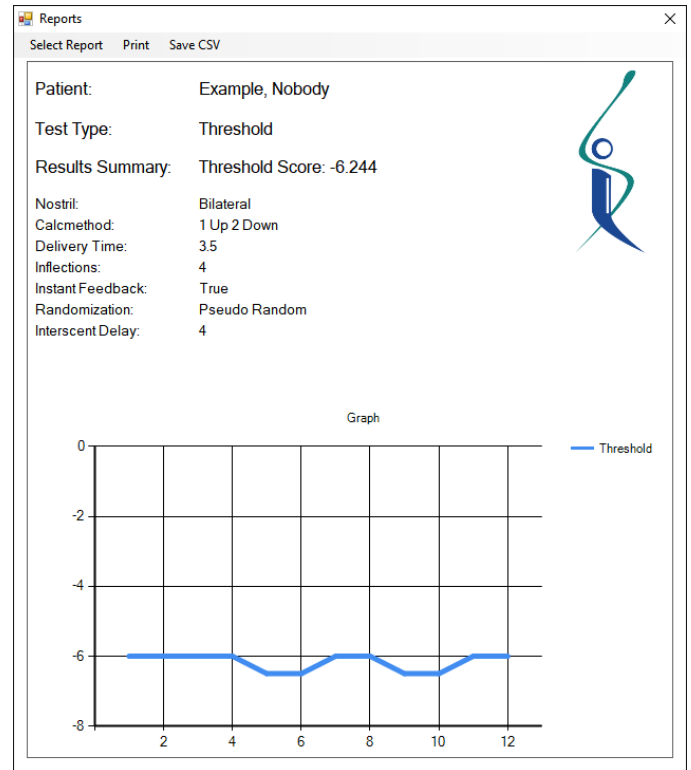 Reports
Select Report Print Save CSV
Patient: Example, Nobody
Test Type: Threshold
Results Summary: Threshold Score: -6.244
Nostril: Bilateral
Calcmethod: 1 Up 2 Down
Delivery Time: 3.5
Inflections: 4
Instant Feedback: True
Randomization: Pseudo Random
Interscent Delay: 4
Graph
0
Threshold
-2
-4
-6
-8
2 4 6 8 10 12